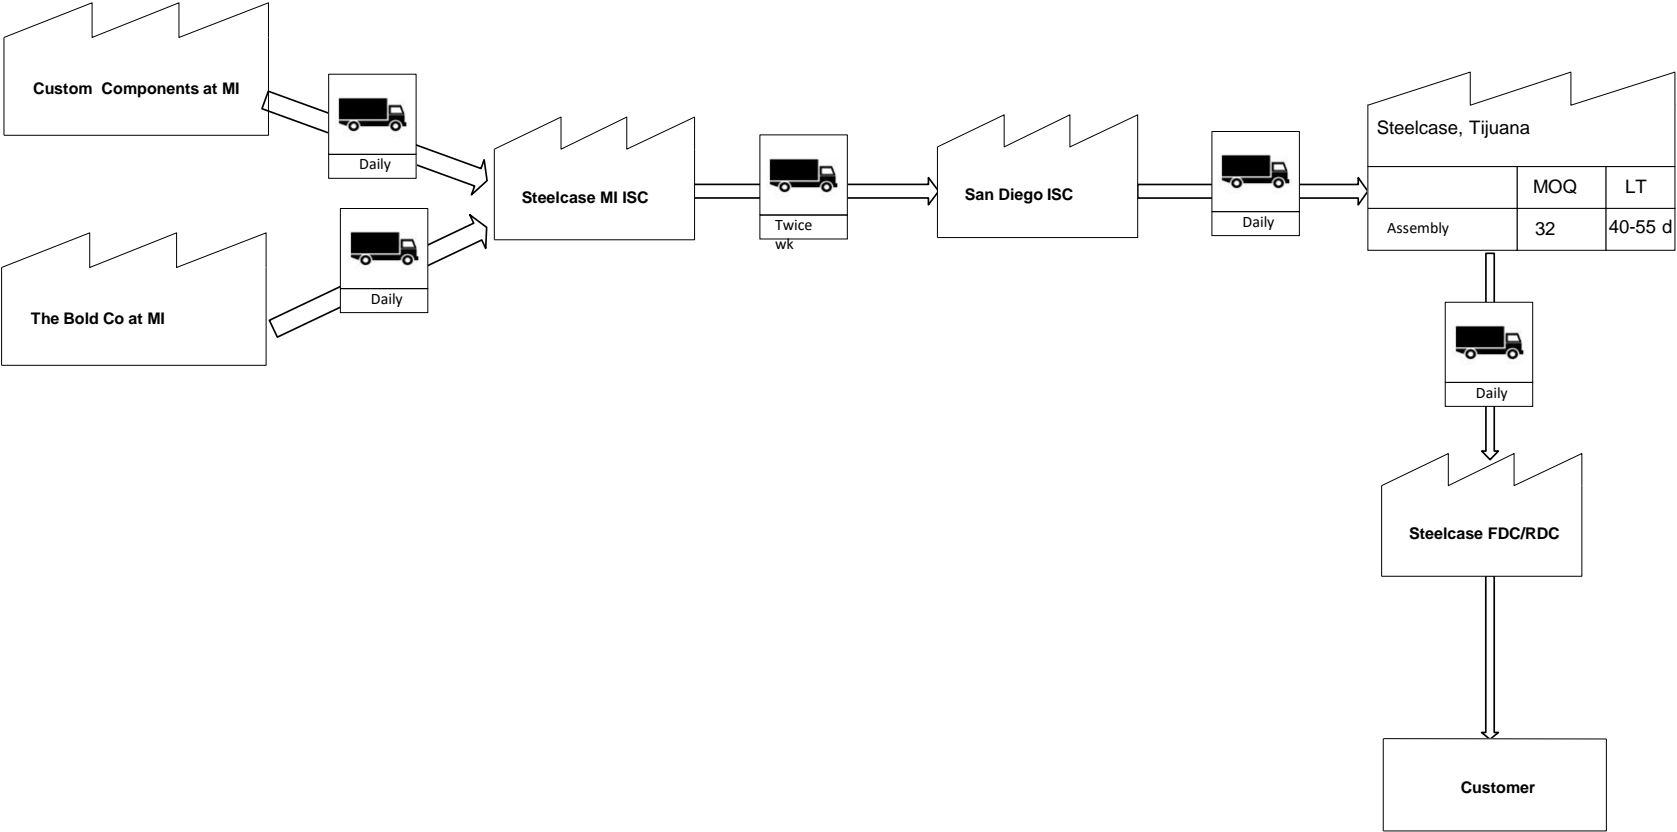 Custom Components at MI
Daily
Steelcase MI ISC
Twice
wk
San Diego ISC
Daily
Steelcase, Tijuana
MOQ LT
Assembly 32 40-55 d
The Bold Co at MI
Daily
Daily
Steelcase FDC/RDC
Customer